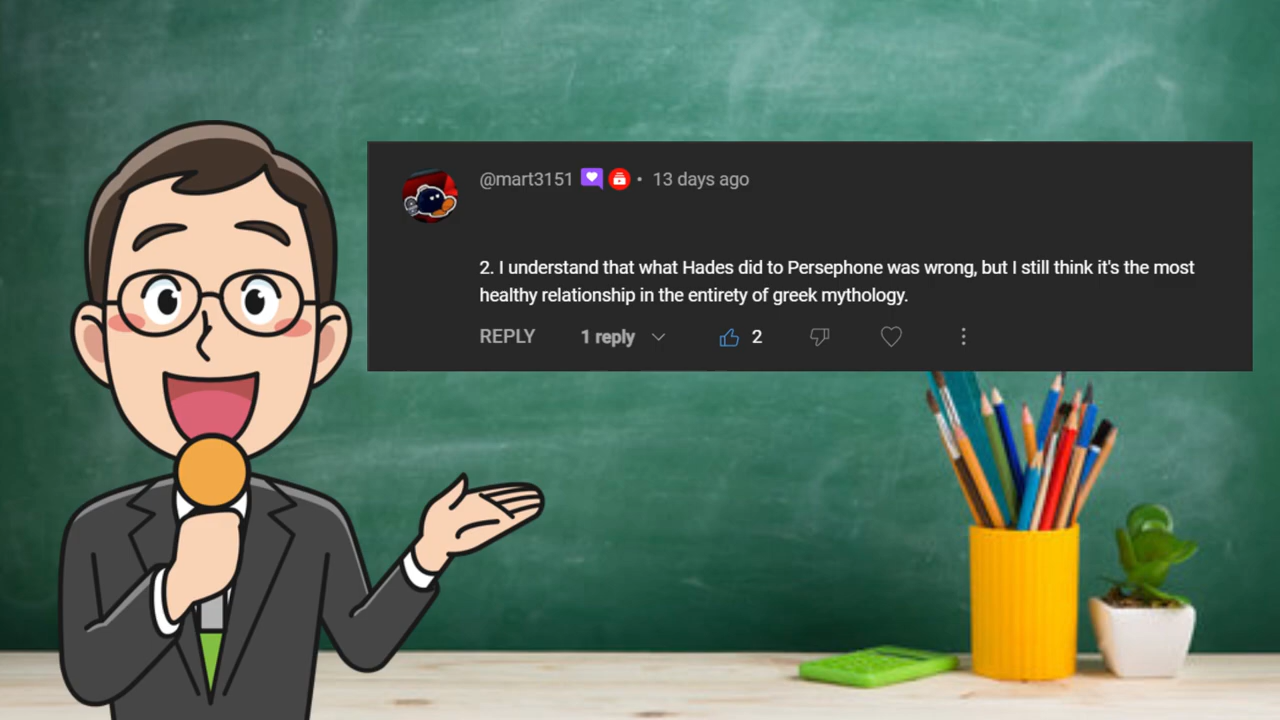 @mart3151 • 13 days ago
2. I understand that what Hades did to Persephone was wrong, but I still think it's the most
healthy relationship in the entirety of greek mythology.
REPLY 1 reply 2